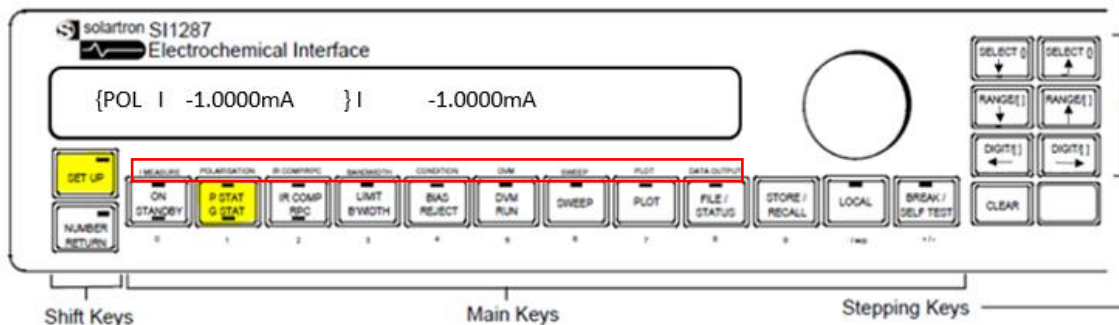 solartron SI1287
Electrochemical Interface
{POL I -1.0000mA } I -1.0000mA
SELECT {} SELECT {}
RANGE[] RANGE[]
DIGIT[] DIGIT[]
CLEAR
I MEASURE POLARISATION IR COMP/RPC BANDWIDTH CONDITION DVM SWEEP PLOT DATA OUTPUT
SET UP
ON STANDBY
P STAT G STAT
IR COMP RPC
LIMIT B'WIDTH
BIAS REJECT
DVM RUN
SWEEP
PLOT
FILE / STATUS
STORE / RECALL
LOCAL
BREAK / SELF TEST
NUMBER RETURN
0 1 2 3 4 5 6 7 8 9 +/-
Shift Keys
Main Keys
Stepping Keys